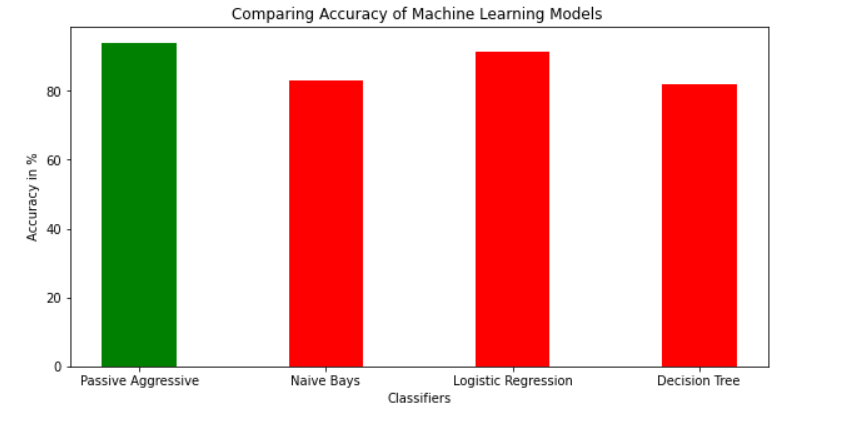 Comparing Accuracy of Machine Learning Models
Accuracy in %
80
60
40
20
0
Passive Aggressive
Naive Bays
Logistic Regression
Decision Tree
Classifiers